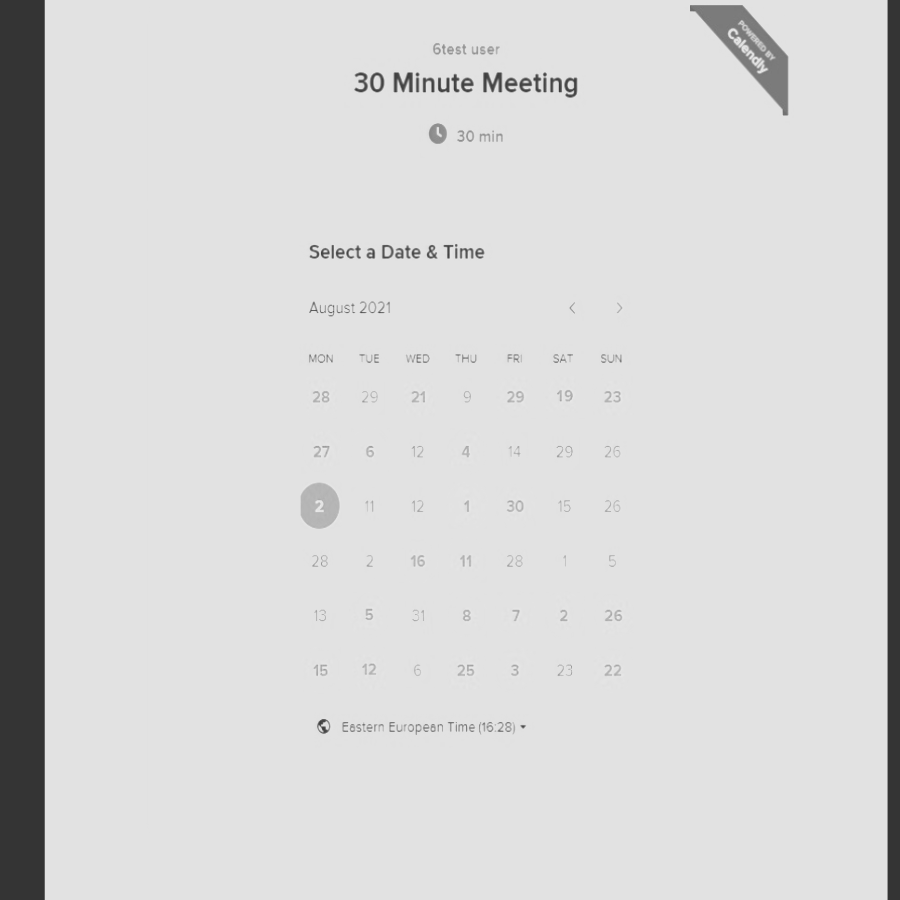 POWERED BY
Calendly
6test user
30 Minute Meeting
30 min
Select a Date & Time
August 2021
MON TUE WED THU FRI SAT SUN
28 29 21 9 29 19 23
27 6 12 4 14 29 26
2 11 12 1 30 15 26
28 2 16 11 28 1 5
13 5 31 8 7 2 26
15 12 6 25 3 23 22
Eastern European Time (16:28)